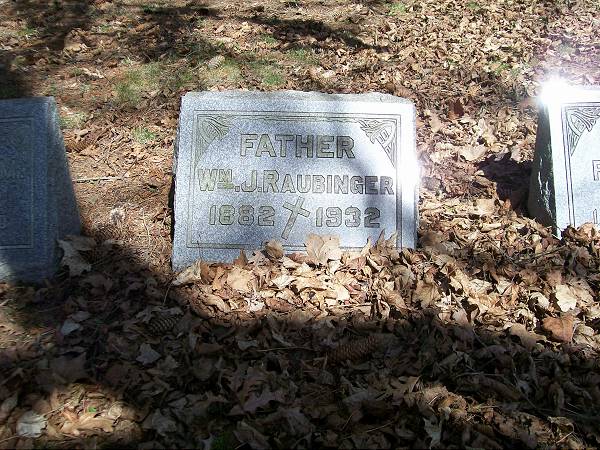 FATHER
WM. J. RAUBINGER
1882 1932